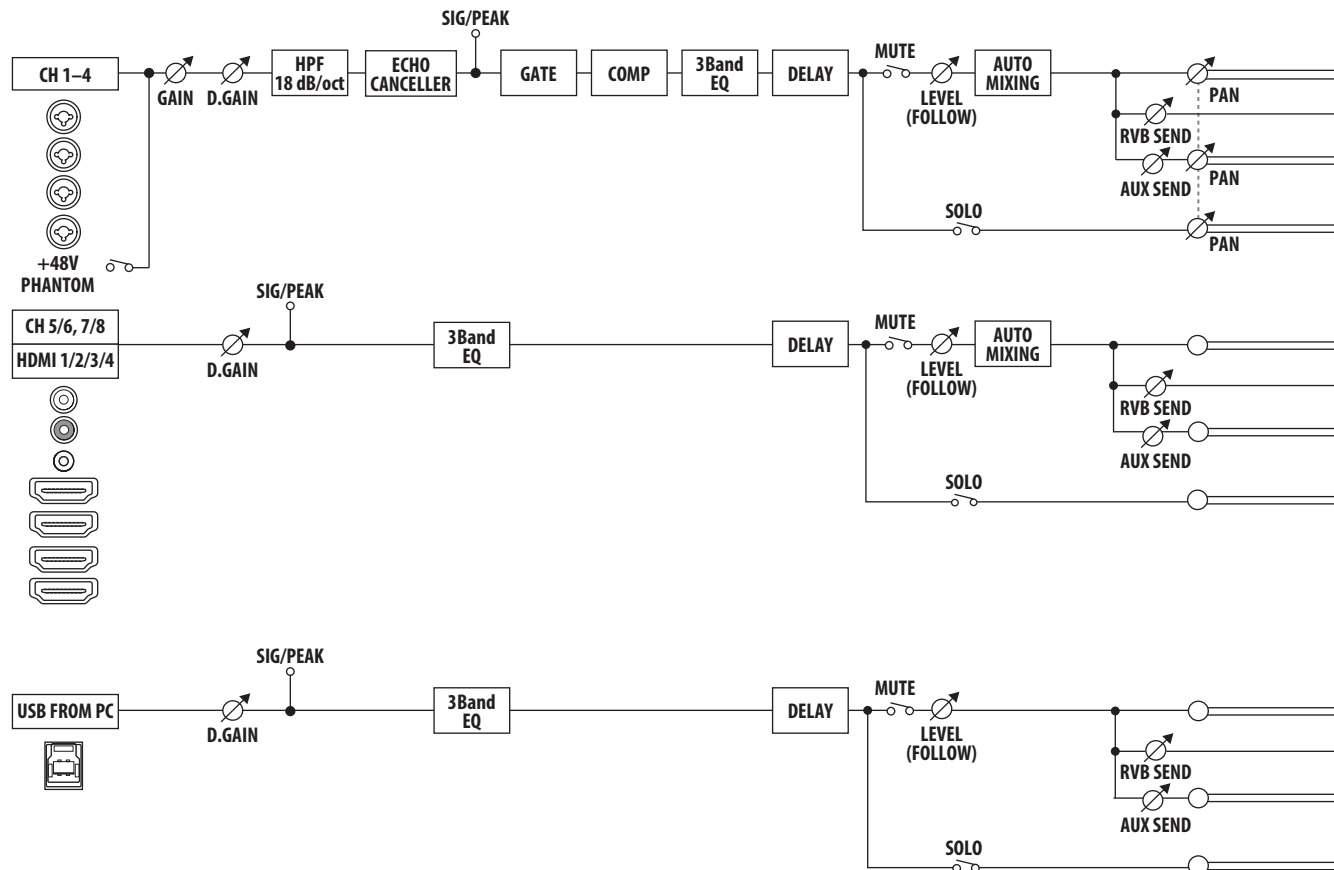 SIG/PEAK
CH 1–4
GAIN
D.GAIN
HPF
18 dB/oct
ECHO
CANCELLER
GATE
COMP
3Band
EQ
DELAY
MUTE
LEVEL
(FOLLOW)
AUTO
MIXING
PAN
RVB SEND
AUX SEND
PAN
SOLO
PAN
+48V
PHANTOM
SIG/PEAK
CH 5/6, 7/8
HDMI 1/2/3/4
D.GAIN
3Band
EQ
DELAY
MUTE
LEVEL
(FOLLOW)
AUTO
MIXING
RVB SEND
AUX SEND
SOLO
SIG/PEAK
USB FROM PC
D.GAIN
3Band
EQ
DELAY
MUTE
LEVEL
(FOLLOW)
RVB SEND
AUX SEND
SOLO